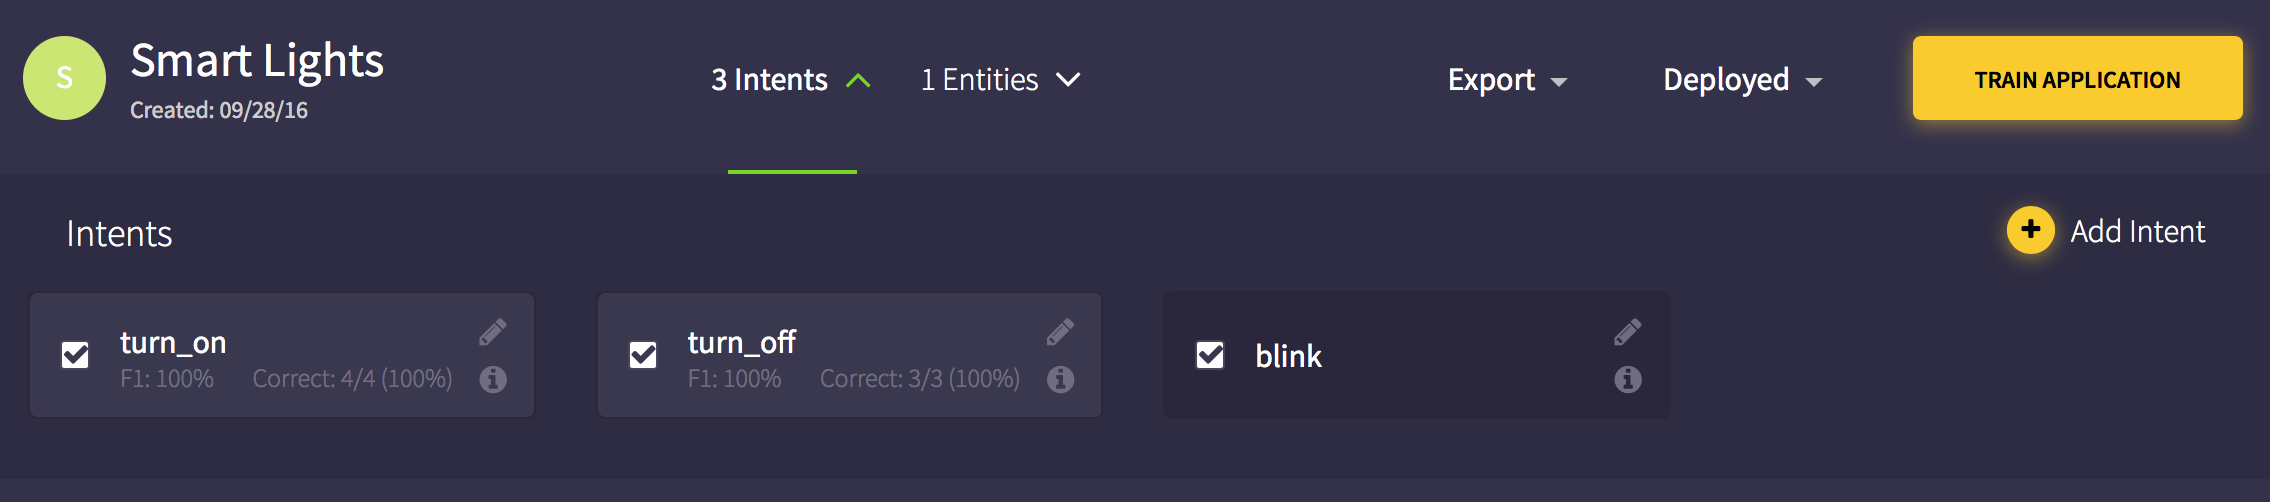 S
Smart Lights
Created: 09/28/16
3 Intents
1 Entities
Export
Deployed
TRAIN APPLICATION
Intents
Add Intent
turn_on
F1: 100% Correct: 4/4 (100%)
turn_off
F1: 100% Correct: 3/3 (100%)
blink